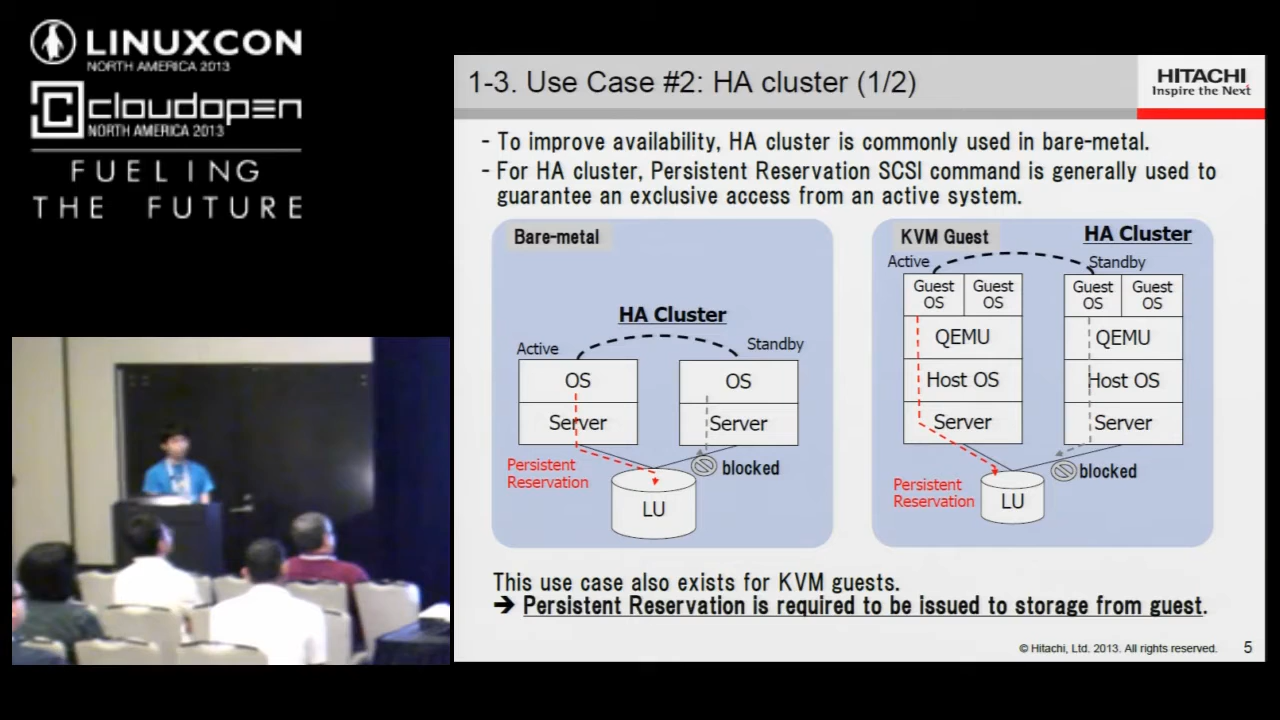 LINUXCON
NORTH AMERICA 2013
cloudopen
NORTH AMERICA 2013
FUELING
THE FUTURE
1-3. Use Case #2: HA cluster (1/2)
HITACHI
Inspire the Next
- To improve availability, HA cluster is commonly used in bare-metal.
- For HA cluster, Persistent Reservation SCSI command is generally used to
guarantee an exclusive access from an active system.
Bare-metal
HA Cluster
Active
Standby
OS
OS
Server
Server
Persistent
Reservation
blocked
LU
KVM Guest
HA Cluster
Active
Standby
Guest
OS
Guest
OS
Guest
OS
Guest
OS
QEMU
QEMU
Host OS
Host OS
Server
Server
Persistent
Reservation
blocked
LU
This use case also exists for KVM guests.
➔ Persistent Reservation is required to be issued to storage from guest.
© Hitachi, Ltd. 2013. All rights reserved.
5